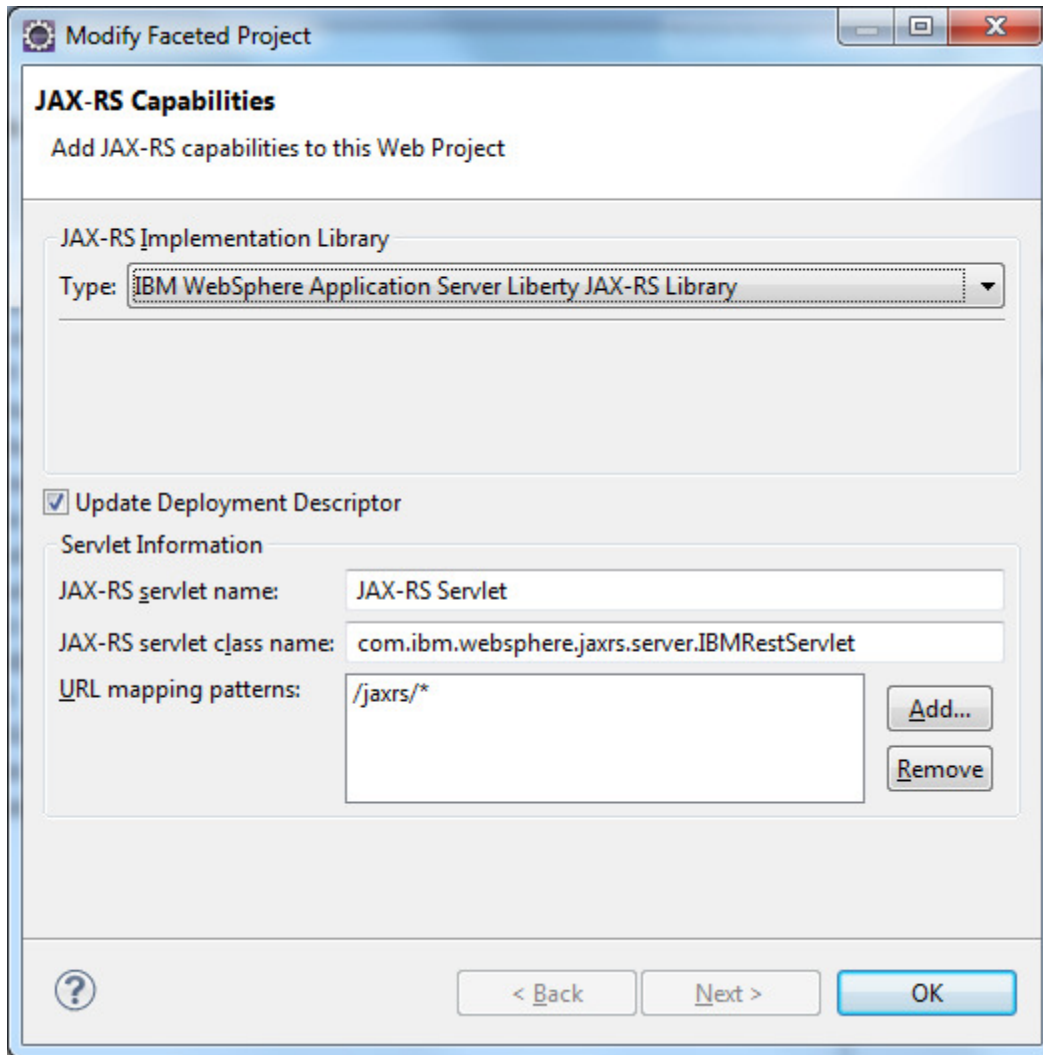 Modify Faceted Project
JAX-RS Capabilities
Add JAX-RS capabilities to this Web Project
JAX-RS Implementation Library
Type: IBM WebSphere Application Server Liberty JAX-RS Library
Update Deployment Descriptor
Servlet Information
JAX-RS servlet name: JAX-RS Servlet
JAX-RS servlet class name: com.ibm.websphere.jaxrs.server.IBMRestServlet
URL mapping patterns: /jaxrs/*
Add...
Remove
< Back Next > OK